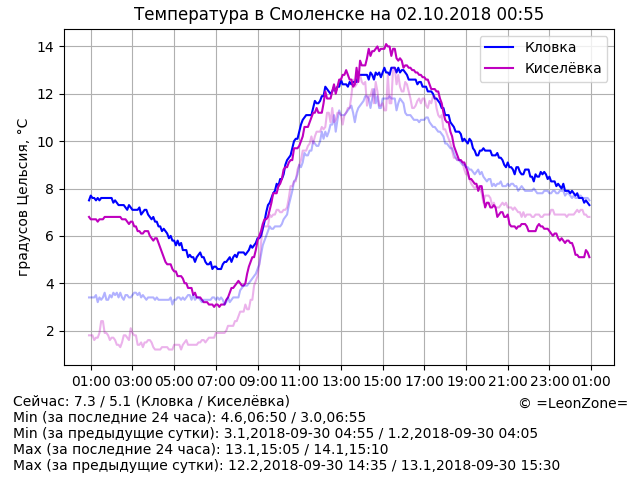 Температура в Смоленске на 02.10.2018 00:55
Кловка
Киселёвка
градусов Цельсия, °C
14
12
10
8
6
4
2
01:00 03:00 05:00 07:00 09:00 11:00 13:00 15:00 17:00 19:00 21:00 23:00 01:00
Сейчас: 7.3 / 5.1 (Кловка / Киселёвка)
© =LeonZone=
Min (за последние 24 часа): 4.6,06:50 / 3.0,06:55
Min (за предыдущие сутки): 3.1,2018-09-30 04:55 / 1.2,2018-09-30 04:05
Max (за последние 24 часа): 13.1,15:05 / 14.1,15:10
Max (за предыдущие сутки): 12.2,2018-09-30 14:35 / 13.1,2018-09-30 15:30